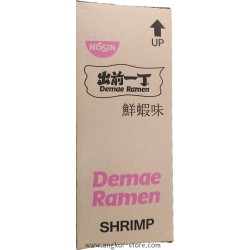 NISSIN
UP
出前一丁
Demae Ramen
鮮蝦味
Demae
Ramen
SHRIMP
www.angkor-store.com